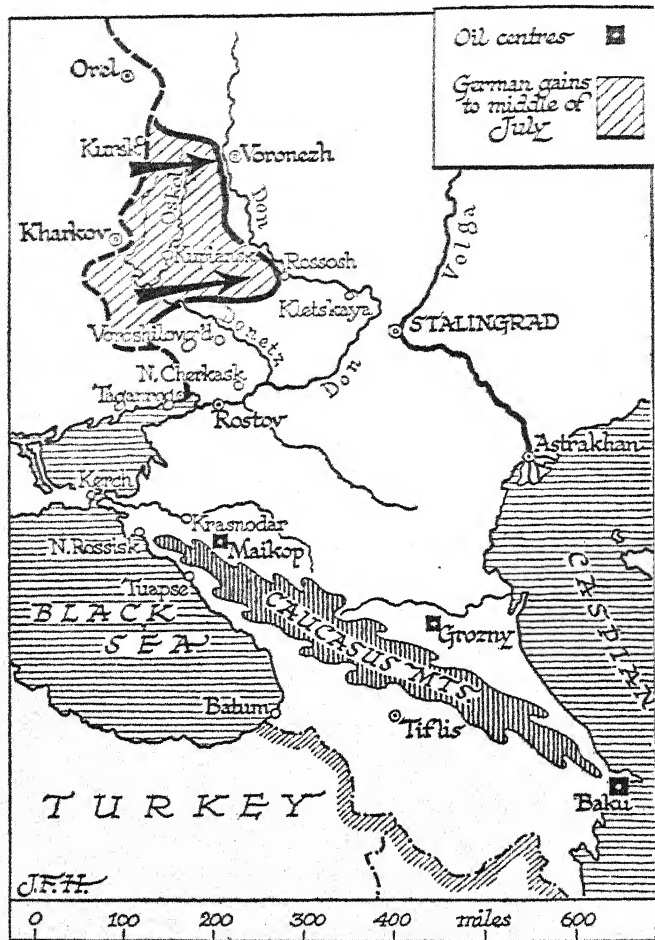 Oil centres
German gains
to middle of
July
Orel
Kursk
Voronezh
Oskol
Don
Volga
Kharkov
Kupiansk
Rossosh
Kletskaya
STALINGRAD
Voroshilovg'd
Donetz
Don
N. Cherkask
Taganrog
Rostov
Astrakhan
Kerch
Krasnodar
N. Rossisk
Maikop
Tuapse
BLACK
SEA
CAUCASUS MTS.
Grozny
CASPIAN
Batum
Tiflis
Baku
TURKEY
J.F.H.
0 100 200 300 400 miles 600